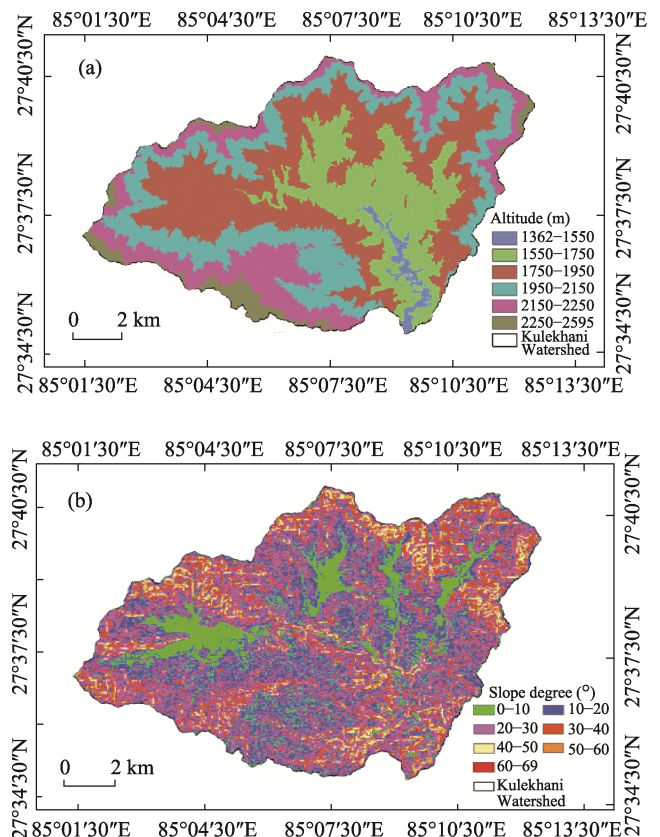 85°01′30″E 85°04′30″E 85°07′30″E 85°10′30″E 85°13′30″E
(a)
27°40′30″N 27°37′30″N 27°34′30″N
27°40′30″N 27°37′30″N 27°34′30″N
Altitude (m)
1362−1550
1550−1750
1750−1950
1950−2150
2150−2250
2250−2595
Kulekhani
Watershed
0 2 km
85°01′30″E 85°04′30″E 85°07′30″E 85°10′30″E 85°13′30″E
85°01′30″E 85°04′30″E 85°07′30″E 85°10′30″E 85°13′30″E
(b)
27°40′30″N 27°37′30″N 27°34′30″N
27°40′30″N 27°37′30″N 27°34′30″N
Slope degree (°)
0−10 10−20
20−30 30−40
40−50 50−60
60−69
Kulekhani
Watershed
0 2 km
85°01′30″E 85°04′30″E 85°07′30″E 85°10′30″E 85°13′30″E